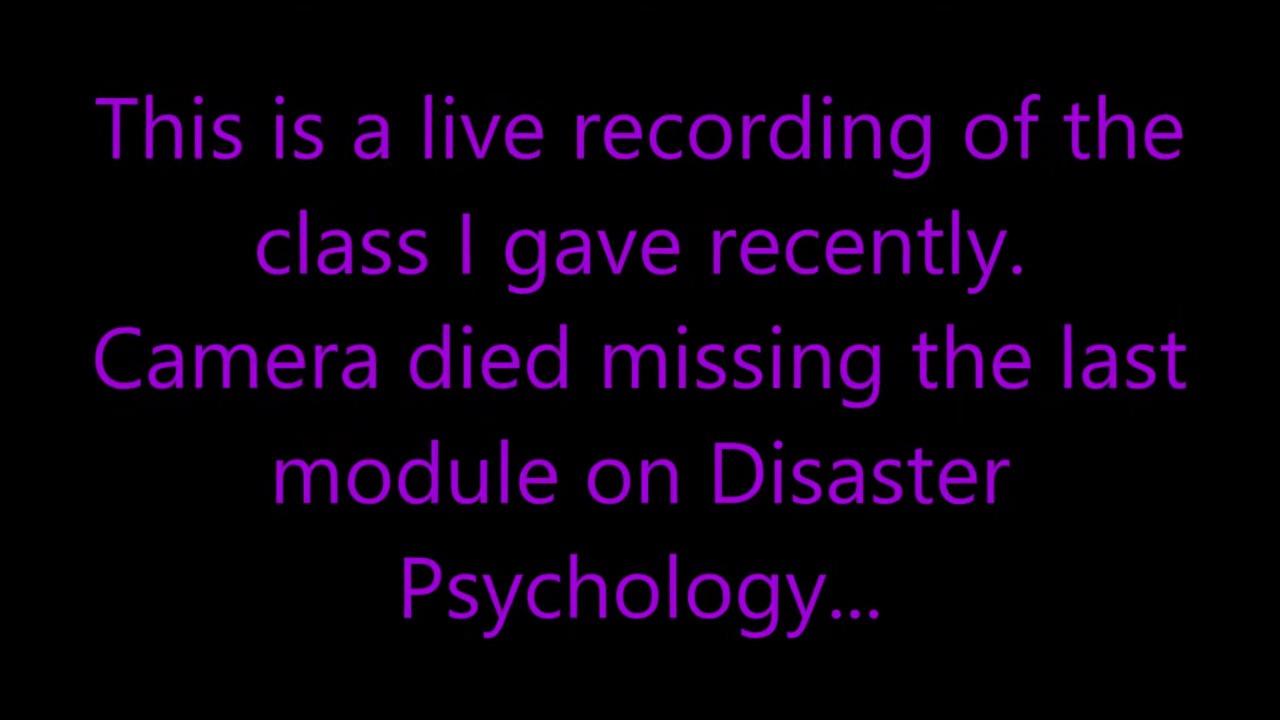 This is a live recording of the
class I gave recently.
Camera died missing the last
module on Disaster
Psychology...